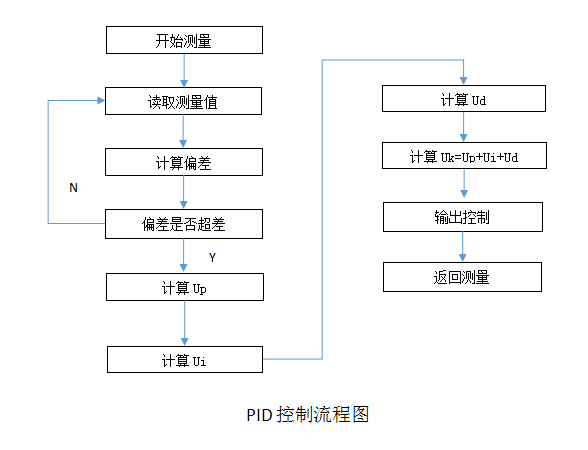 开始测量
读取测量值
计算偏差
N
偏差是否超差
Y
计算 Up
计算 Ui
计算 Ud
计算 Uk=Up+Ui+Ud
输出控制
返回测量
PID 控制流程图